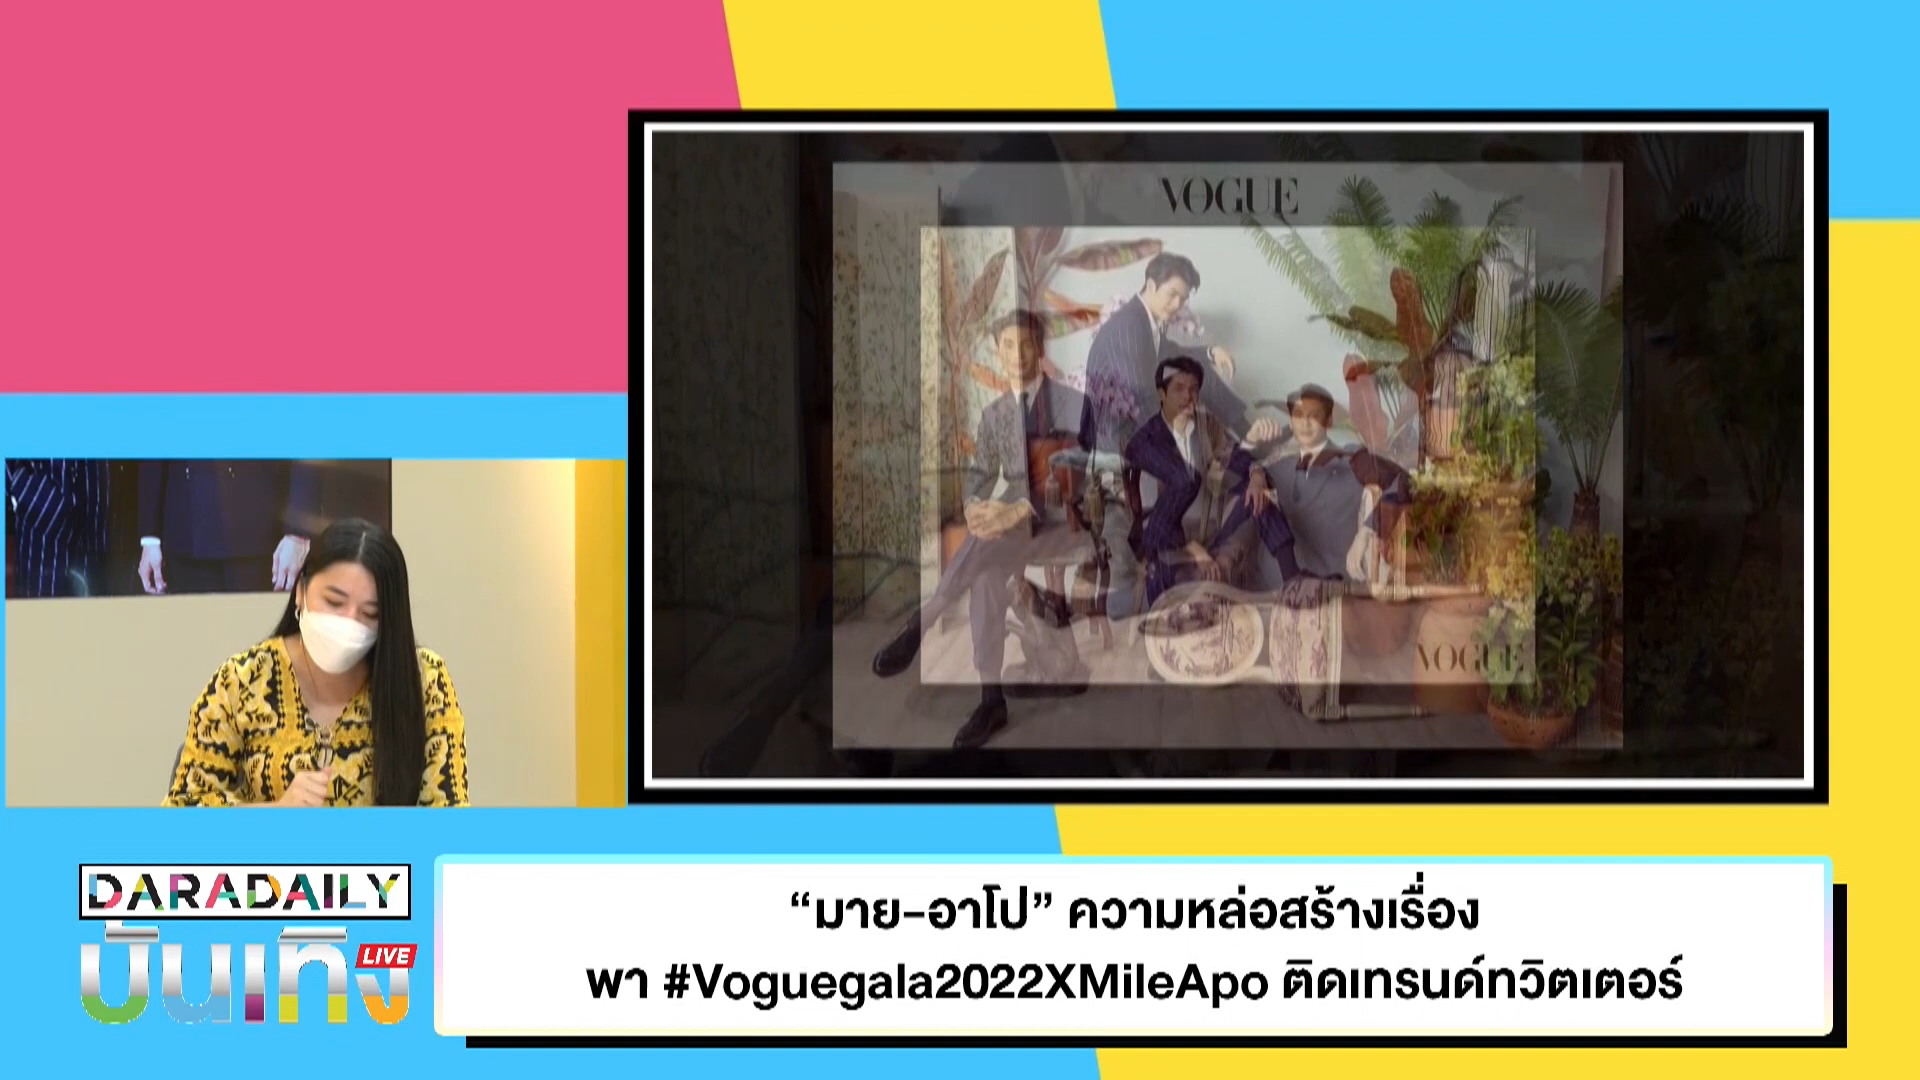 VOGUE
VOGUE
DARADAILY
บันเทิง
LIVE
“มาย-อาโป” ความหล่อสร้างเรื่อง
พา #Voguegala2022XMileApo ติดเทรนด์ทวิตเตอร์